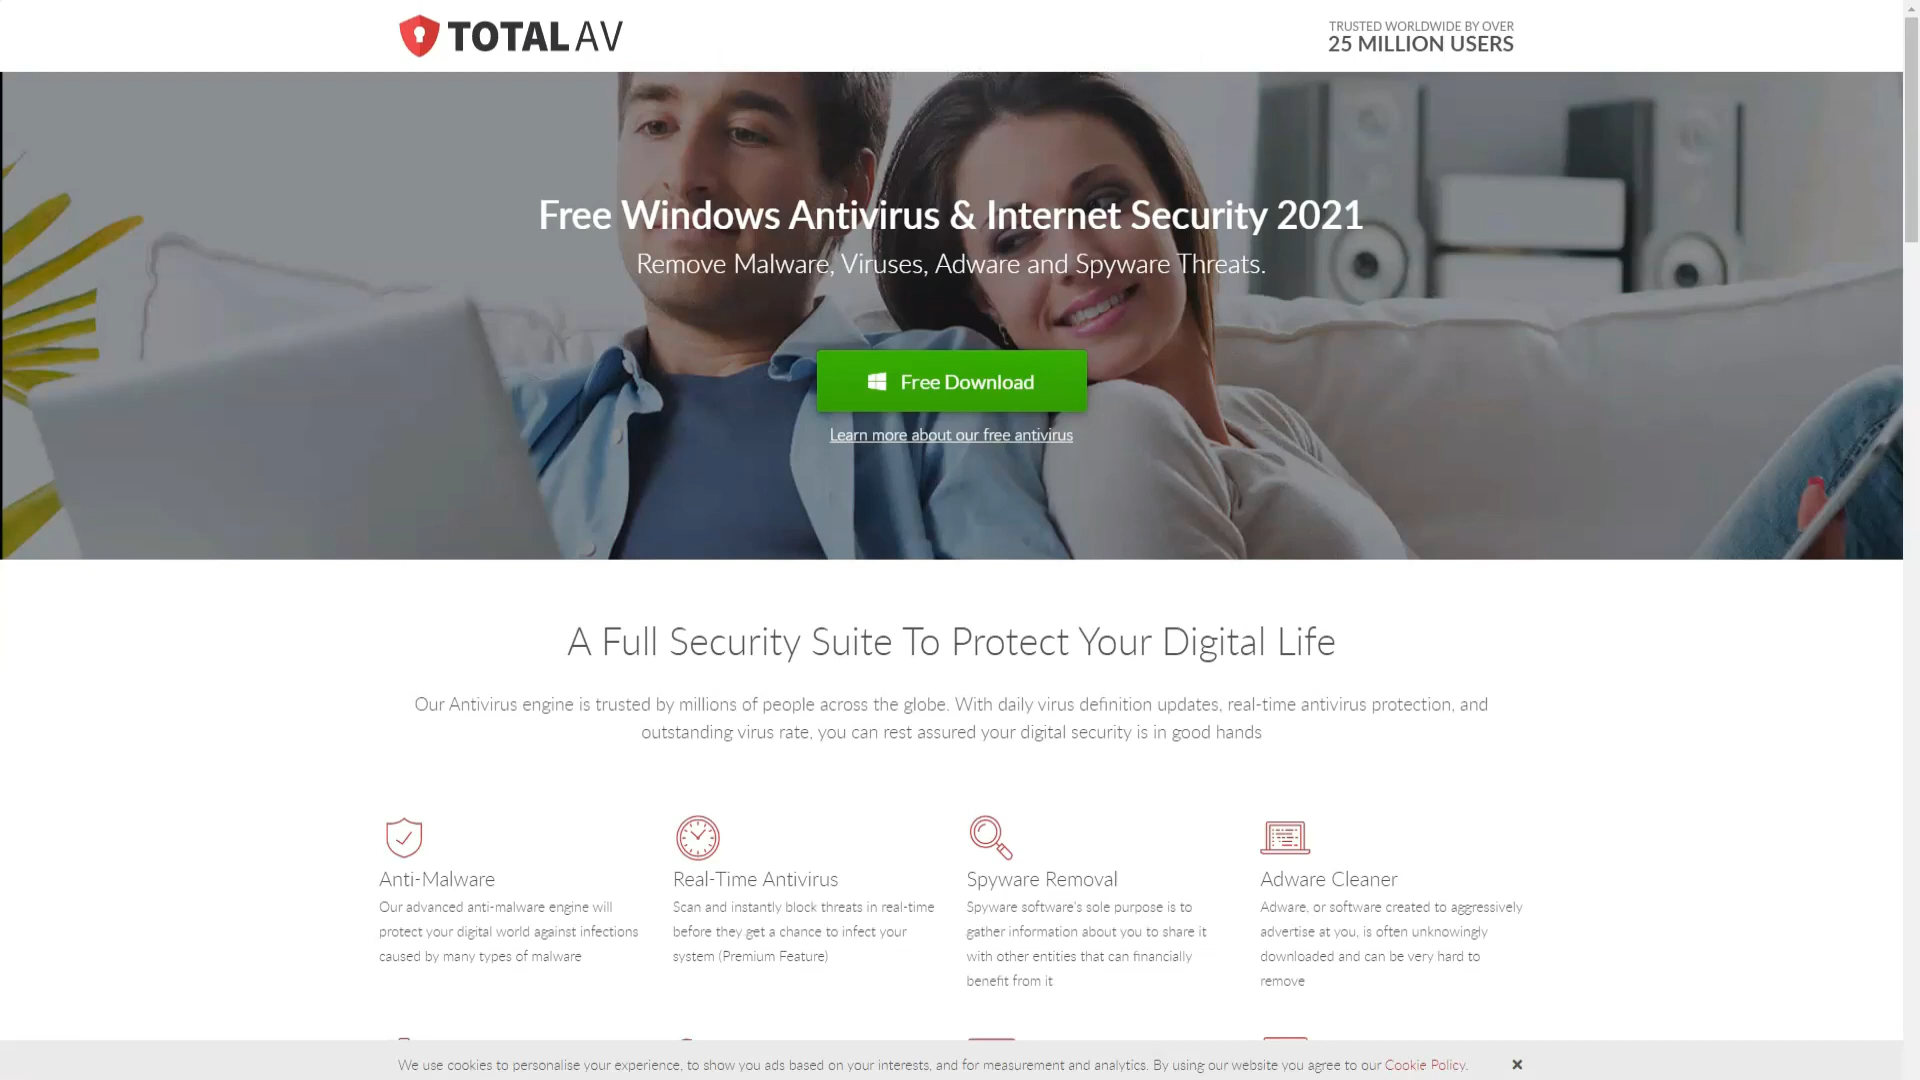 TOTAL AV
TRUSTED WORLDWIDE BY OVER
25 MILLION USERS
Free Windows Antivirus & Internet Security 2021
Remove Malware, Viruses, Adware and Spyware Threats.
Free Download
Learn more about our free antivirus
A Full Security Suite To Protect Your Digital Life
Our Antivirus engine is trusted by millions of people across the globe. With daily virus definition updates, real-time antivirus protection, and
outstanding virus rate, you can rest assured your digital security is in good hands
Anti-Malware
Our advanced anti-malware engine will
protect your digital world against infections
caused by many types of malware
Real-Time Antivirus
Scan and instantly block threats in real-time
before they get a chance to infect your
system (Premium Feature)
Spyware Removal
Spyware software's sole purpose is to
gather information about you to share it
with other entities that can financially
benefit from it
Adware Cleaner
Adware, or software created to aggressively
advertise at you, is often unknowingly
downloaded and can be very hard to
remove
We use cookies to personalise your experience, to show you ads based on your interests, and for measurement and analytics. By using our website you agree to our Cookie Policy.